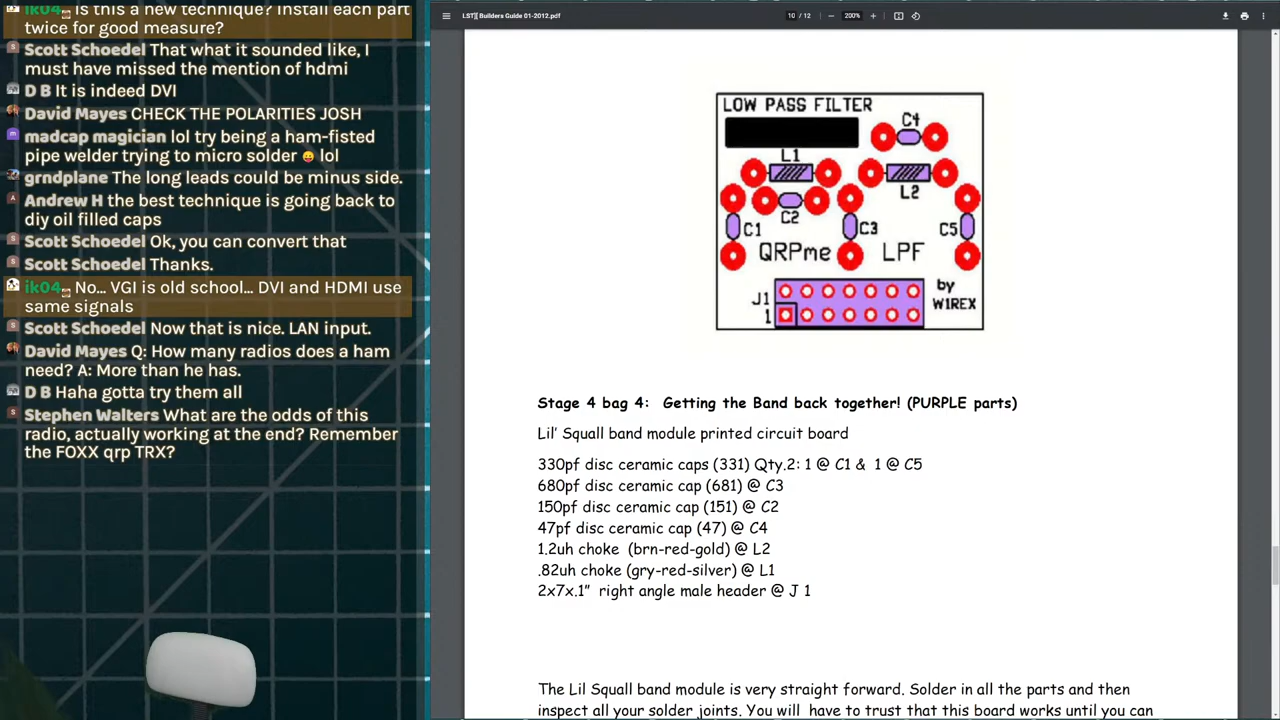 ik04 Is this a new technique? Install each part
twice for good measure?
Scott Schoedel That what it sounded like, I
must have missed the mention of hdmi
D B It is indeed DVI
David Mayes CHECK THE POLARITIES JOSH
madcap magician lol try being a ham-fisted
pipe welder trying to micro solder 😛 lol
grndplane The long leads could be minus side.
Andrew H the best technique is going back to
diy oil filled caps
Scott Schoedel Ok, you can convert that
Scott Schoedel Thanks.
ik04 No... VGI is old school... DVI and HDMI use
same signals
Scott Schoedel Now that is nice. LAN input.
David Mayes Q: How many radios does a ham
need? A: More than he has.
D B Haha gotta try them all
Stephen Walters What are the odds of this
radio, actually working at the end? Remember
the FOXX qrp TRX?
LST][ Builders Guide 01-2012.pdf
10 / 12
200%
LOW PASS FILTER
C4
L1
L2
C2
C1
C3
C5
QRPme LPF
J1
1
by
W1REX
Stage 4 bag 4: Getting the Band back together! (PURPLE parts)
Lil' Squall band module printed circuit board
330pf disc ceramic caps (331) Qty.2: 1 @ C1 & 1 @ C5
680pf disc ceramic cap (681) @ C3
150pf disc ceramic cap (151) @ C2
47pf disc ceramic cap (47) @ C4
1.2uh choke (brn-red-gold) @ L2
.82uh choke (gry-red-silver) @ L1
2x7x.1" right angle male header @ J 1
The Lil Squall band module is very straight forward. Solder in all the parts and then
inspect all your solder joints. You will have to trust that this board works until you can